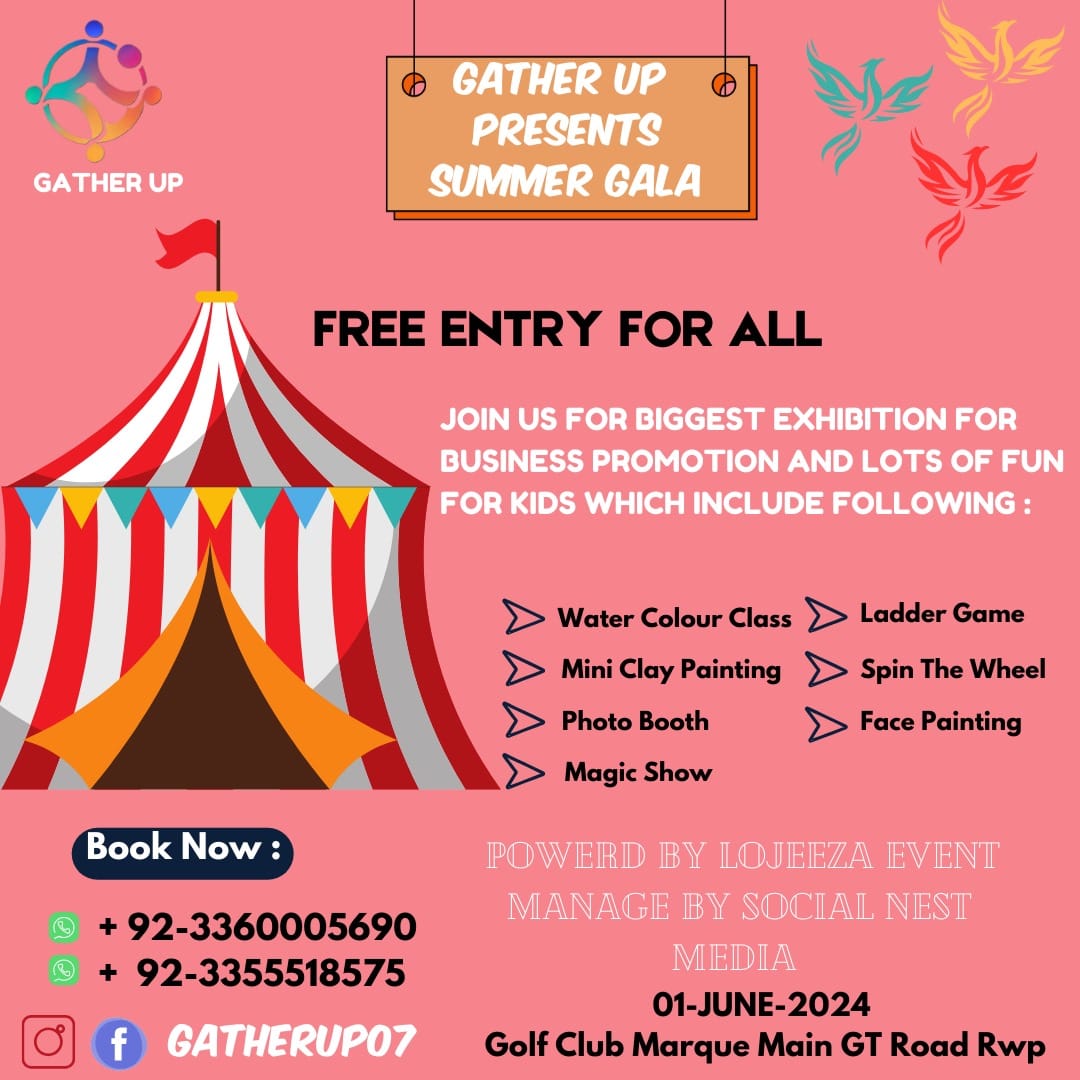 GATHER UP
GATHER UP
PRESENTS
SUMMER GALA
FREE ENTRY FOR ALL
JOIN US FOR BIGGEST EXHIBITION FOR
BUSINESS PROMOTION AND LOTS OF FUN
FOR KIDS WHICH INCLUDE FOLLOWING :
Water Colour Class
Mini Clay Painting
Photo Booth
Magic Show
Ladder Game
Spin The Wheel
Face Painting
Book Now :
+ 92-3360005690
+ 92-3355518575
GATHERUP07
POWERD BY LOJEEZA EVENT
MANAGE BY SOCIAL NEST
MEDIA
01-JUNE-2024
Golf Club Marque Main GT Road Rwp